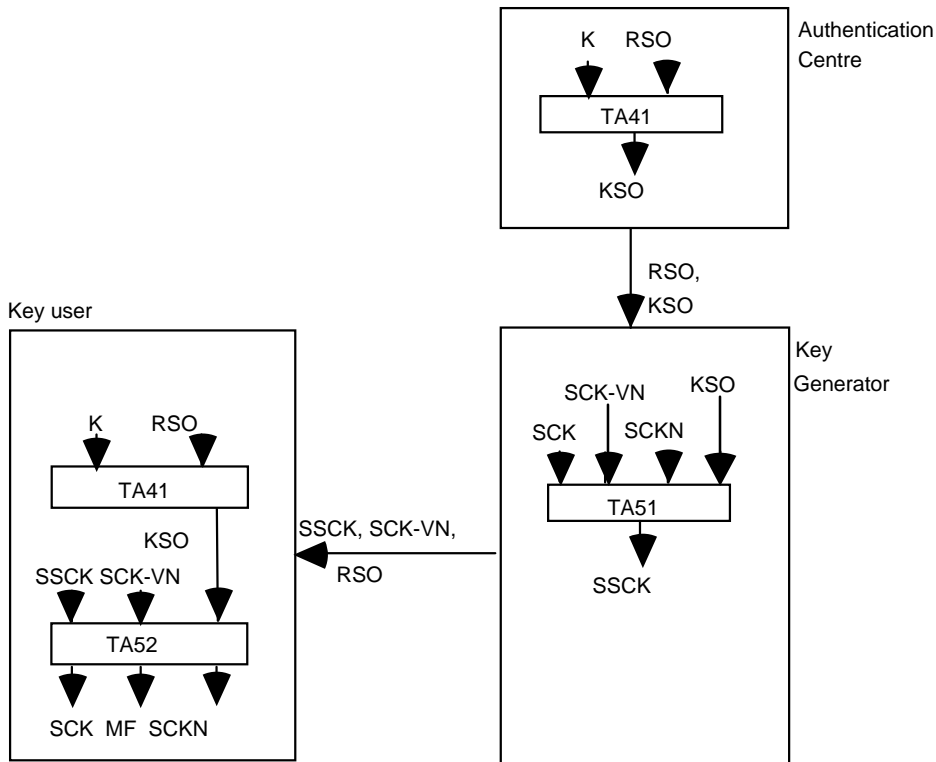 Authentication
Centre
K RSO
TA41
KSO
RSO,
KSO
Key user
K RSO
TA41
KSO
SSCK SCK-VN
TA52
SCK MF SCKN
SSCK, SCK-VN,
RSO
Key
Generator
SCK-VN KSO
SCK SCKN
TA51
SSCK